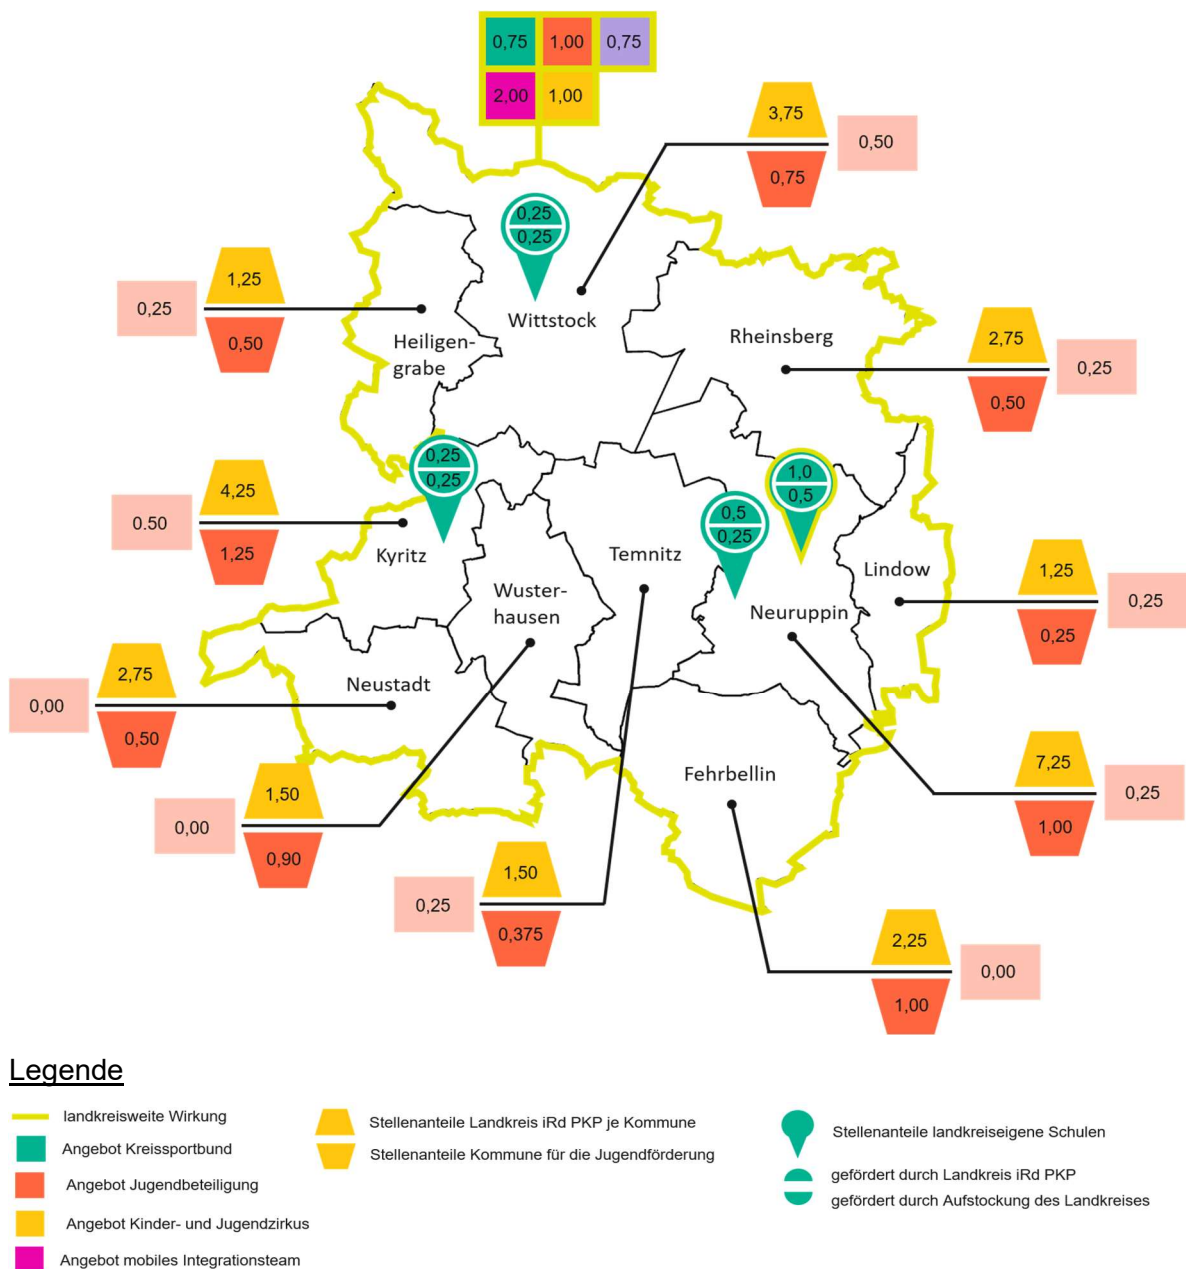 0,75 1,00 0,75
2,00 1,00
3,75
0,50
0,75
0,25
0,25
1,25
0,25
0,50
Wittstock
Heiligen-
grabe
Rheinsberg
2,75
0,25
0,50
0,25
0,25
4,25
0.50
1,25
Kyritz
1,0
0,5
0,5
0,25
Temnitz
Wuster-
hausen
Lindow
Neuruppin
1,25
0,25
0,25
2,75
0,00
0,50
Neustadt
Fehrbellin
7,25
0,25
1,00
1,50
0,00
0,90
1,50
0,25
0,375
2,25
0,00
1,00
Legende
landkreisweite Wirkung
Angebot Kreissportbund
Angebot Jugendbeteiligung
Angebot Kinder- und Jugendzirkus
Angebot mobiles Integrationsteam
Stellenanteile Landkreis iRd PKP je Kommune
Stellenanteile Kommune für die Jugendförderung
Stellenanteile landkreiseigene Schulen
gefördert durch Landkreis iRd PKP
gefördert durch Aufstockung des Landkreises